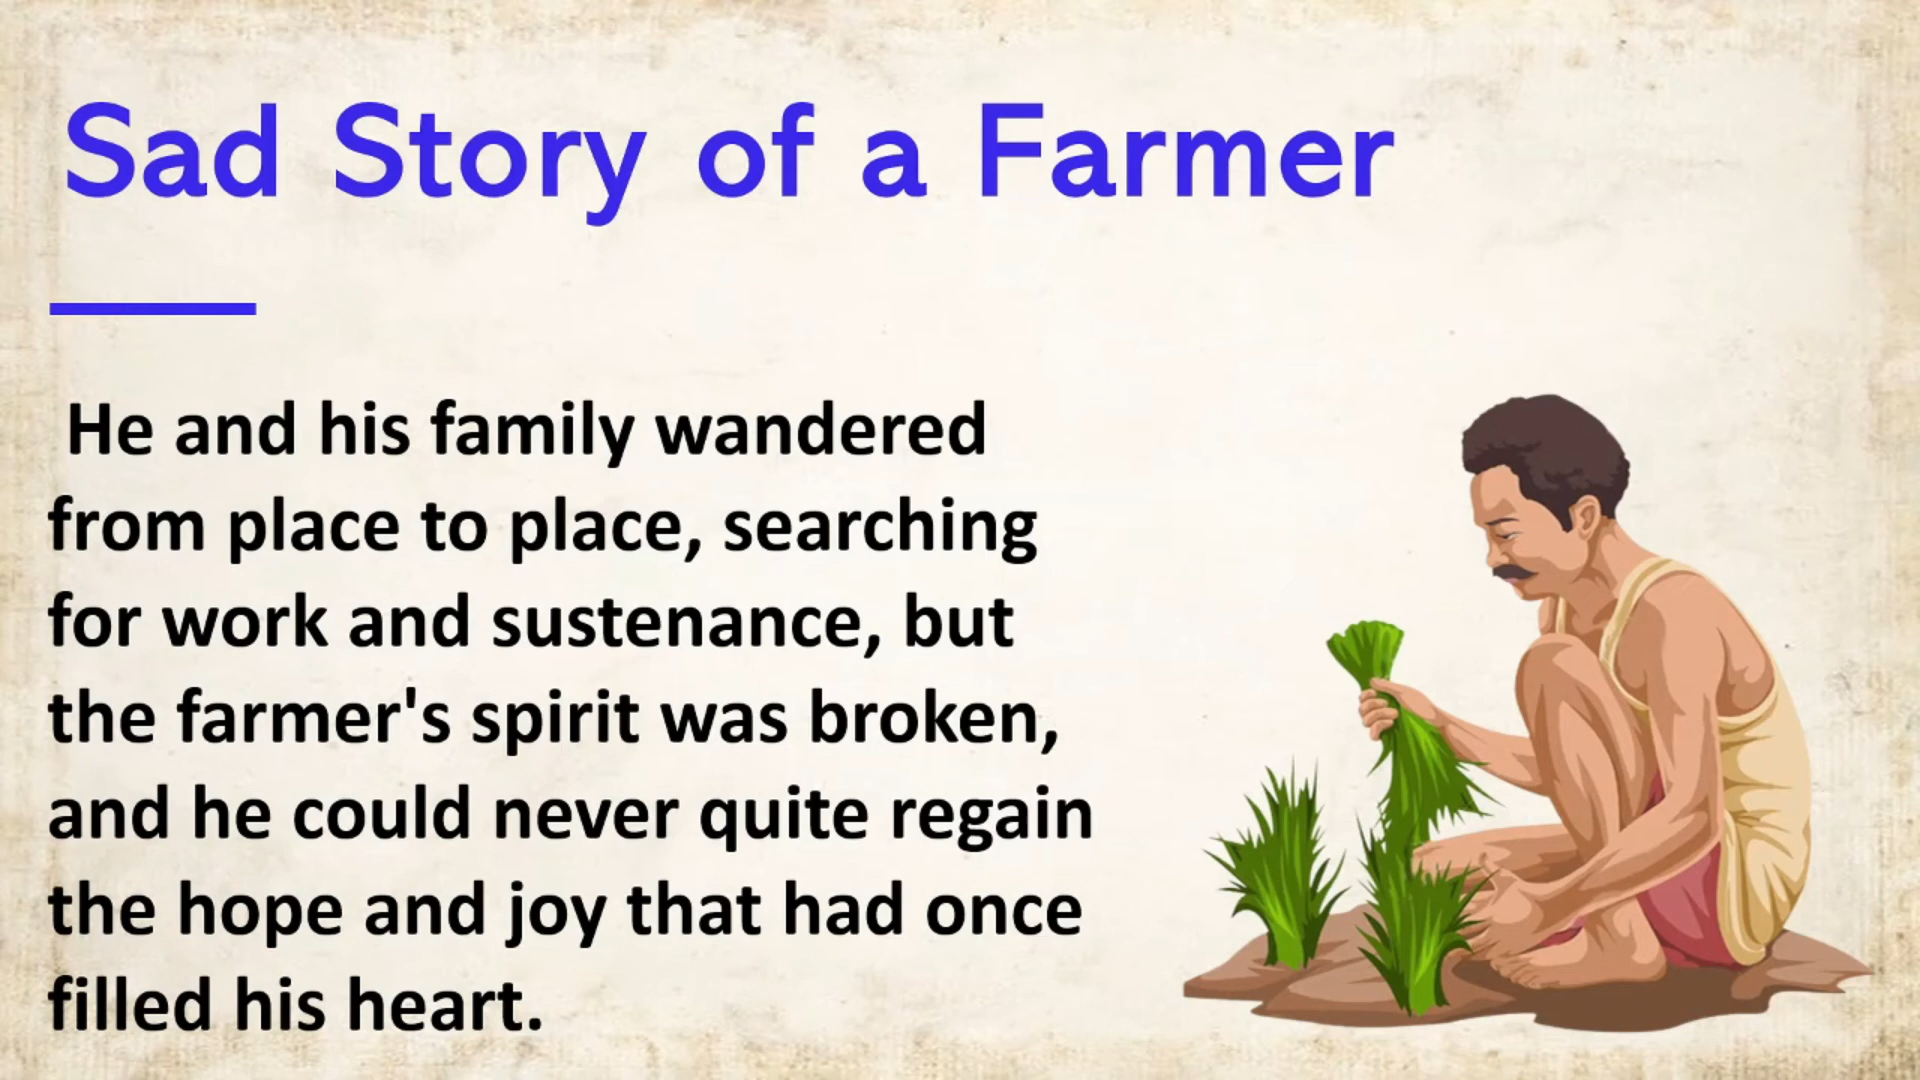 Sad Story of a Farmer
He and his family wandered
from place to place, searching
for work and sustenance, but
the farmer's spirit was broken,
and he could never quite regain
the hope and joy that had once
filled his heart.